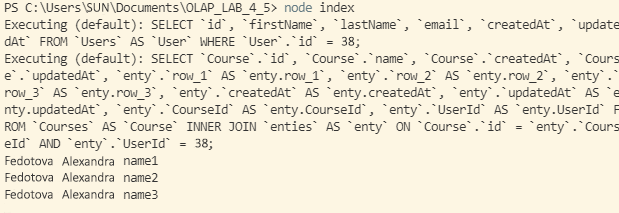 PS C:\Users\SUN\Documents\OLAP_LAB_4_5> node index
Executing (default): SELECT `id`, `firstName`, `lastName`, `email`, `createdAt`, `update
dAt` FROM `Users` AS `User` WHERE `User`.`id` = 38;
Executing (default): SELECT `Course`.`id`, `Course`.`name`, `Course`.`createdAt`, `Cours
e`.`updatedAt`, `enty`.`row_1` AS `enty.row_1`, `enty`.`row_2` AS `enty.row_2`, `enty`.`
row_3` AS `enty.row_3`, `enty`.`createdAt` AS `enty.createdAt`, `enty`.`updatedAt` AS `e
nty.updatedAt`, `enty`.`CourseId` AS `enty.CourseId`, `enty`.`UserId` AS `enty.UserId` F
ROM `Courses` AS `Course` INNER JOIN `enties` AS `enty` ON `Course`.`id` = `enty`.`Cours
eId` AND `enty`.`UserId` = 38;
Fedotova Alexandra name1
Fedotova Alexandra name2
Fedotova Alexandra name3